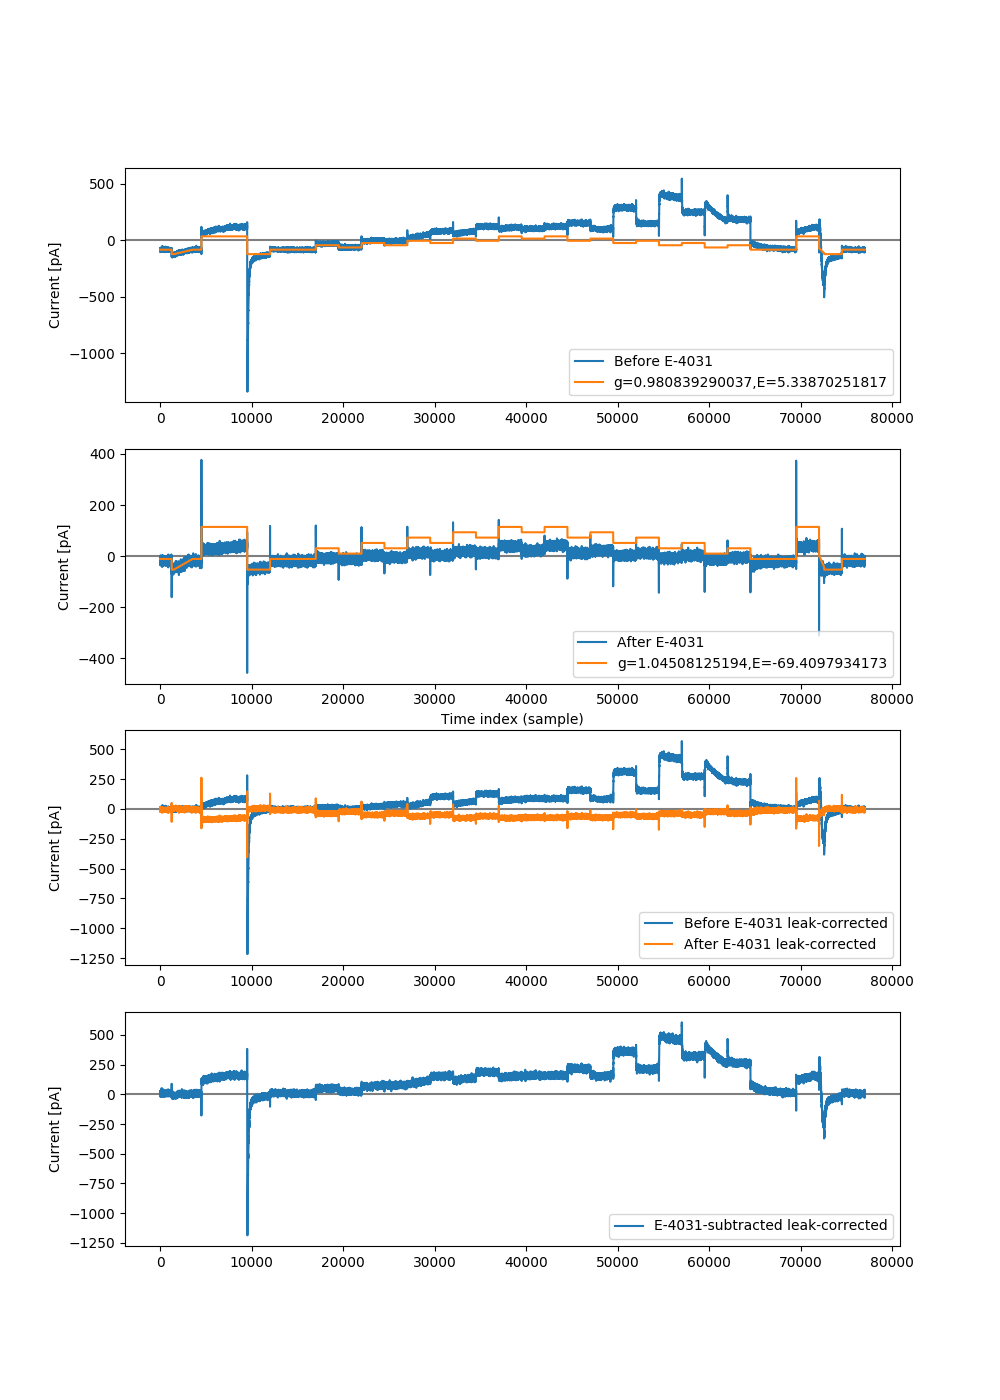 500
0
−500
−1000
Current [pA]
Before E-4031
g=0.980839290037,E=5.33870251817
0 10000 20000 30000 40000 50000 60000 70000 80000
400
200
0
−200
−400
Current [pA]
After E-4031
g=1.04508125194,E=-69.4097934173
0 10000 20000 30000 40000 50000 60000 70000 80000
Time index (sample)
500
250
0
−250
−500
−750
−1000
−1250
Current [pA]
Before E-4031 leak-corrected
After E-4031 leak-corrected
0 10000 20000 30000 40000 50000 60000 70000 80000
500
250
0
−250
−500
−750
−1000
−1250
Current [pA]
E-4031-subtracted leak-corrected
0 10000 20000 30000 40000 50000 60000 70000 80000